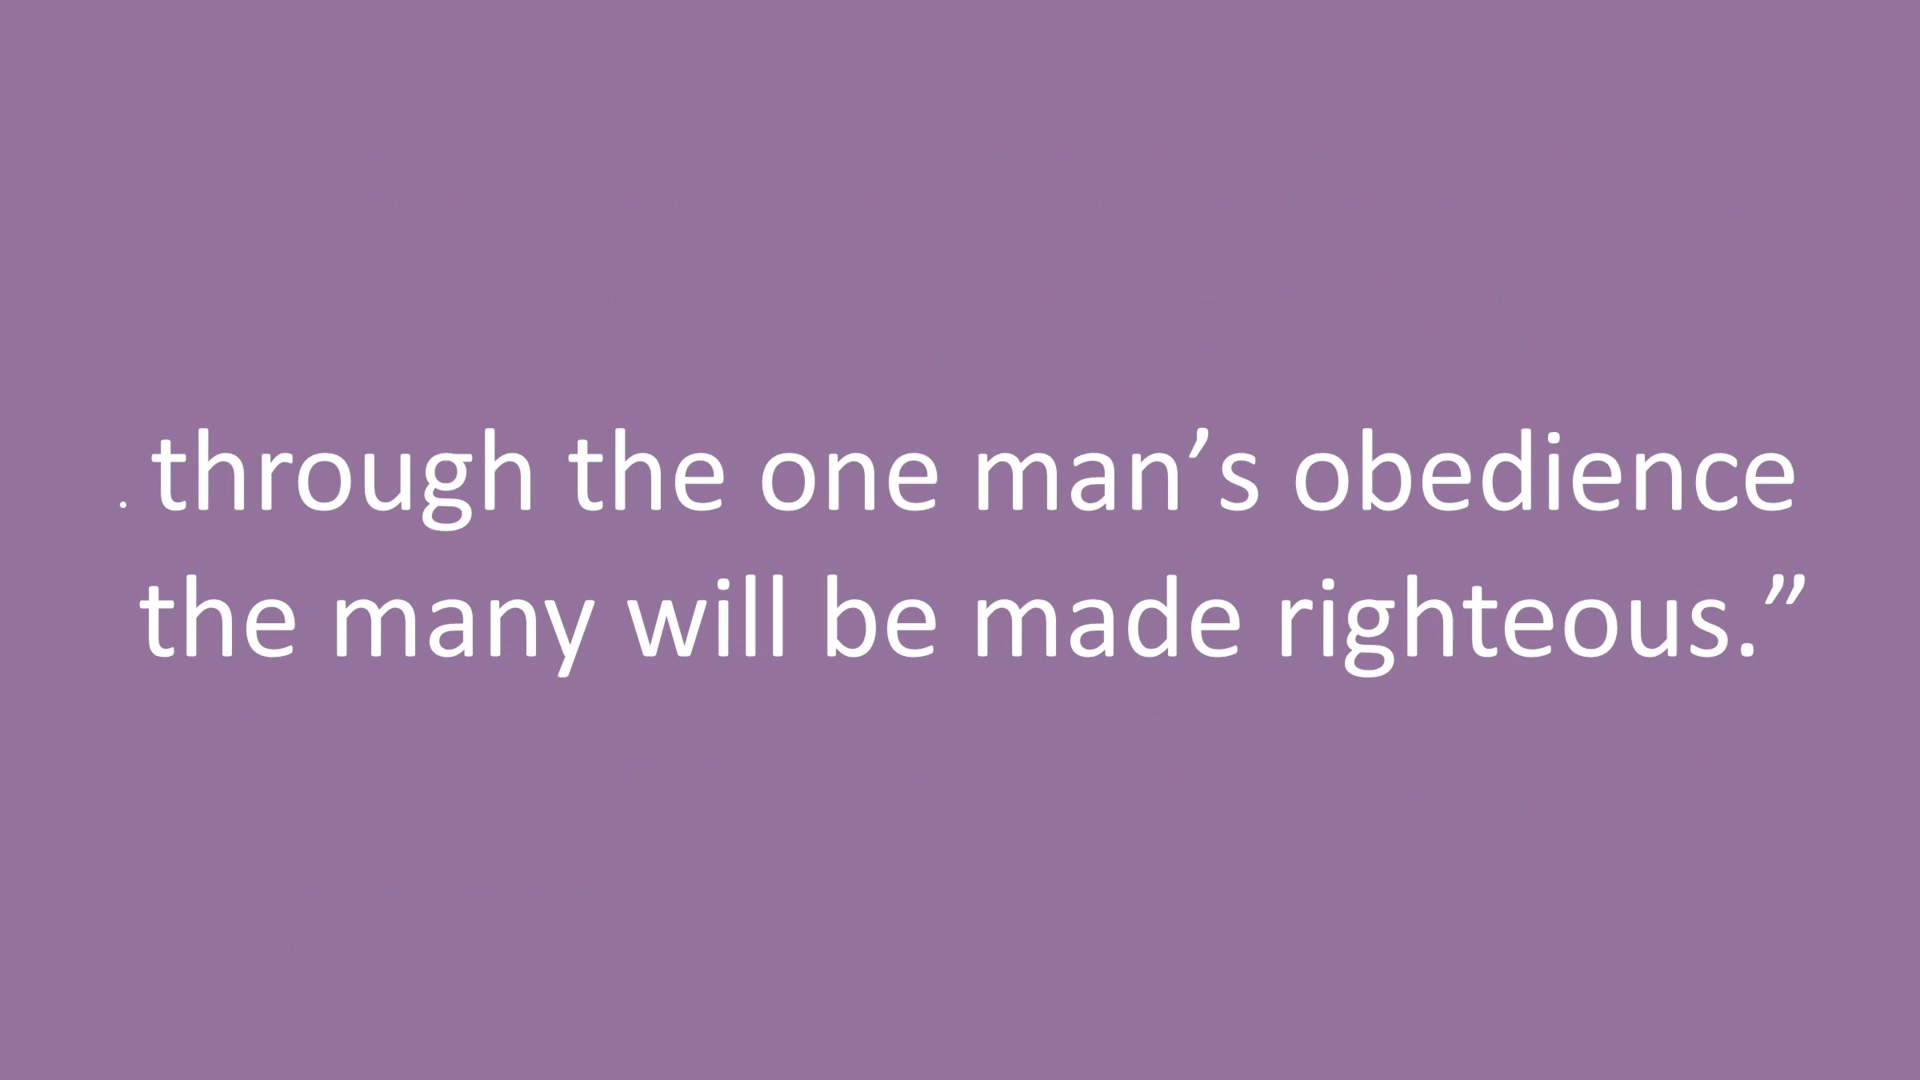 . through the one man’s obedience
the many will be made righteous.”